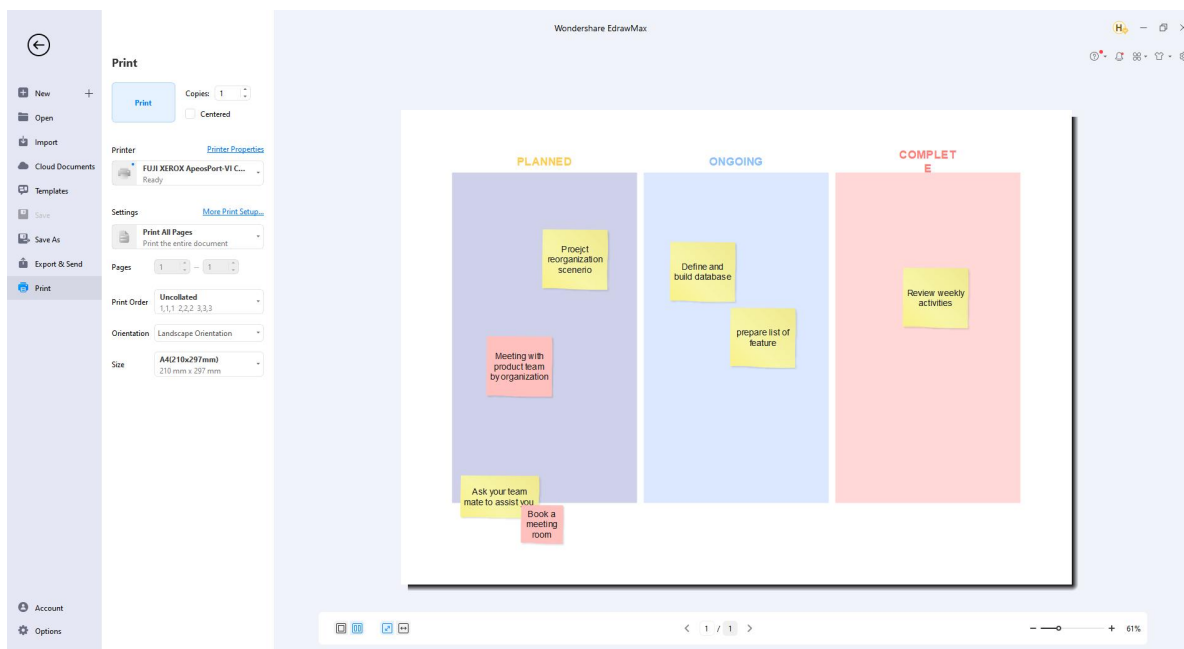 Wondershare EdrawMax
H
Print
New
Open
Import
Cloud Documents
Templates
Save
Save As
Export & Send
Print
Account
Options
Print
Copies: 1
Centered
Printer Printer Properties
FUJI XEROX ApeosPort-VI C...
Ready
Settings More Print Setup...
Print All Pages
Print the entire document
Pages 1 – 1
Print Order
Uncollated
1,1,1 2,2,2 3,3,3
Orientation Landscape Orientation
Size
A4(210x297mm)
210 mm x 297 mm
PLANNED
Proejct
reorganization
scenerio
Meeting with
product team
by organization
Ask your team
mate to assist you
Book a
meeting
room
ONGOING
Define and
build database
prepare list of
feature
COMPLET
E
Review weekly
activities
1 / 1
61%